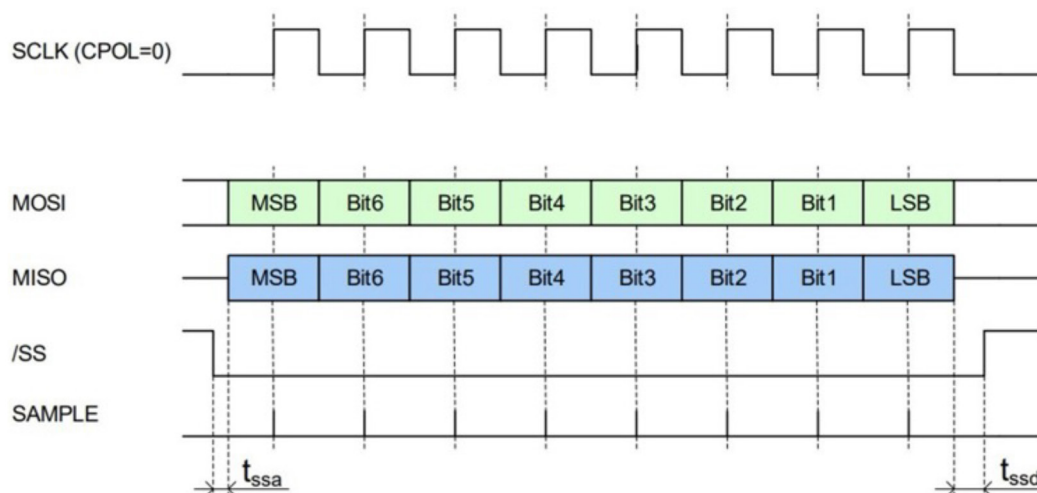 SCLK (CPOL=0)
MOSI MSB Bit6 Bit5 Bit4 Bit3 Bit2 Bit1 LSB
MISO MSB Bit6 Bit5 Bit4 Bit3 Bit2 Bit1 LSB
/SS
SAMPLE
tssa tssd